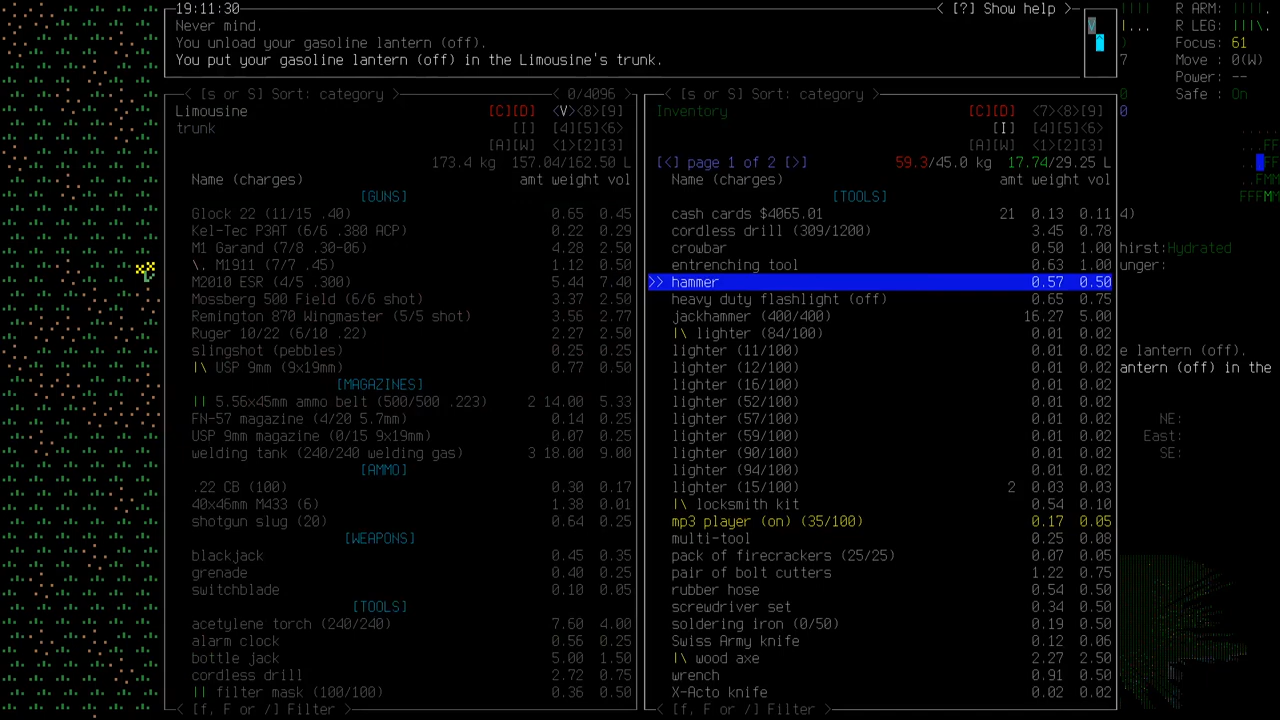 19:11:30 < [?] Show help >
Never mind.
You unload your gasoline lantern (off).
You put your gasoline lantern (off) in the Limousine's trunk.
R ARM:
R LEG:
Focus: 61
Move : 0(W)
Power: --
Safe : On
< [s or S] Sort: category > < 0/4096 >
Limousine [C][D] <V><8>[9]
trunk [I] [4][5]<6>
[A][W] <1>[2][3]
173.4 kg 157.04/162.50 L
Name (charges) amt weight vol
[GUNS]
Glock 22 (11/15 .40) 0.65 0.45
Kel-Tec P3AT (6/6 .380 ACP) 0.22 0.29
M1 Garand (7/8 .30-06) 4.28 2.50
\. M1911 (7/7 .45) 1.12 0.50
M2010 ESR (4/5 .300) 5.44 7.40
Mossberg 500 Field (6/6 shot) 3.37 2.50
Remington 870 Wingmaster (5/5 shot) 3.56 2.77
Ruger 10/22 (6/10 .22) 2.27 2.50
slingshot (pebbles) 0.25 0.25
|\ USP 9mm (9x19mm) 0.77 0.50
[MAGAZINES]
|| 5.56x45mm ammo belt (500/500 .223) 2 14.00 5.33
FN-57 magazine (4/20 5.7mm) 0.14 0.25
USP 9mm magazine (0/15 9x19mm) 0.07 0.25
welding tank (240/240 welding gas) 3 18.00 9.00
[AMMO]
.22 CB (100) 0.30 0.17
40x46mm M433 (6) 1.38 0.01
shotgun slug (20) 0.64 0.25
[WEAPONS]
blackjack 0.45 0.35
grenade 0.40 0.25
switchblade 0.10 0.05
[TOOLS]
acetylene torch (240/240) 7.60 4.00
alarm clock 0.56 0.25
bottle jack 5.00 1.50
cordless drill 2.72 0.75
|| filter mask (100/100) 0.36 0.50
< [f, F or /] Filter >
< [s or S] Sort: category >
Inventory [C][D] <7><8>[9]
[I] [4][5]<6>
[A][W] <1>[2][3]
[<] page 1 of 2 [>] 59.3/45.0 kg 17.74/29.25 L
Name (charges) amt weight vol
[TOOLS]
cash cards $4065.01 21 0.13 0.11
cordless drill (309/1200) 3.45 0.78
crowbar 0.50 1.00
entrenching tool 0.63 1.00
>> hammer 0.57 0.50
heavy duty flashlight (off) 0.65 0.75
jackhammer (400/400) 16.27 5.00
|\ lighter (84/100) 0.01 0.02
lighter (11/100) 0.01 0.02
lighter (12/100) 0.01 0.02
lighter (16/100) 0.01 0.02
lighter (52/100) 0.01 0.02
lighter (57/100) 0.01 0.02
lighter (59/100) 0.01 0.02
lighter (90/100) 0.01 0.02
lighter (94/100) 0.01 0.02
lighter (15/100) 2 0.03 0.03
|\ locksmith kit 0.54 0.10
mp3 player (on) (35/100) 0.17 0.05
multi-tool 0.25 0.08
pack of firecrackers (25/25) 0.07 0.05
pair of bolt cutters 1.22 0.75
rubber hose 0.54 0.50
screwdriver set 0.34 0.50
soldering iron (0/50) 0.19 0.50
Swiss Army knife 0.12 0.06
|\ wood axe 2.27 2.50
wrench 0.91 0.50
X-Acto knife 0.02 0.02
< [f, F or /] Filter >
4)
hirst:Hydrated
unger:
e lantern (off).
antern (off) in the
NE:
East:
SE: